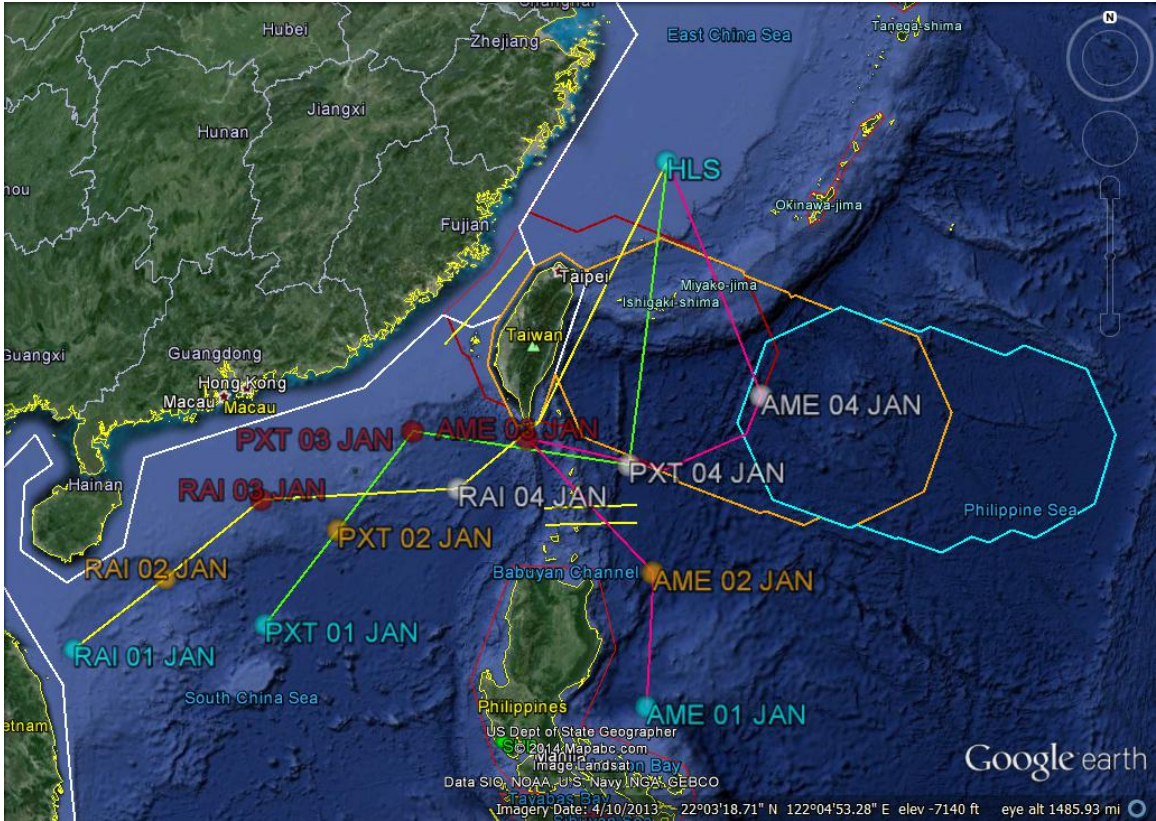 Shanghai
Hubei
Zhejiang
East China Sea
Tanega-shima
N
Jiangxi
Hunan
HLS
Okinawa-jima
Fujian
Taipei
Miyako-jima
Ishigaki-shima
Taiwan
Guangxi
Guangdong
Hong Kong
Macau
Macau
AME 04 JAN
PXT 03 JAN
AME 03 JAN
PXT 04 JAN
Hainan
RAI 03 JAN
RAI 04 JAN
Philippine Sea
PXT 02 JAN
RAI 02 JAN
Babuyan Channel
AME 02 JAN
PXT 01 JAN
RAI 01 JAN
South China Sea
Philippines
AME 01 JAN
etnam
US Dept of State Geographer
© 2014 Mapabc.com
Image Landsat
Manila
Data SIO, NOAA, U.S. Navy, NGA, GEBCO
Google earth
Tayabas Bay
Imagery Date: 4/10/2013 22°03'18.71" N 122°04'53.28" E elev -7140 ft eye alt 1485.93 mi